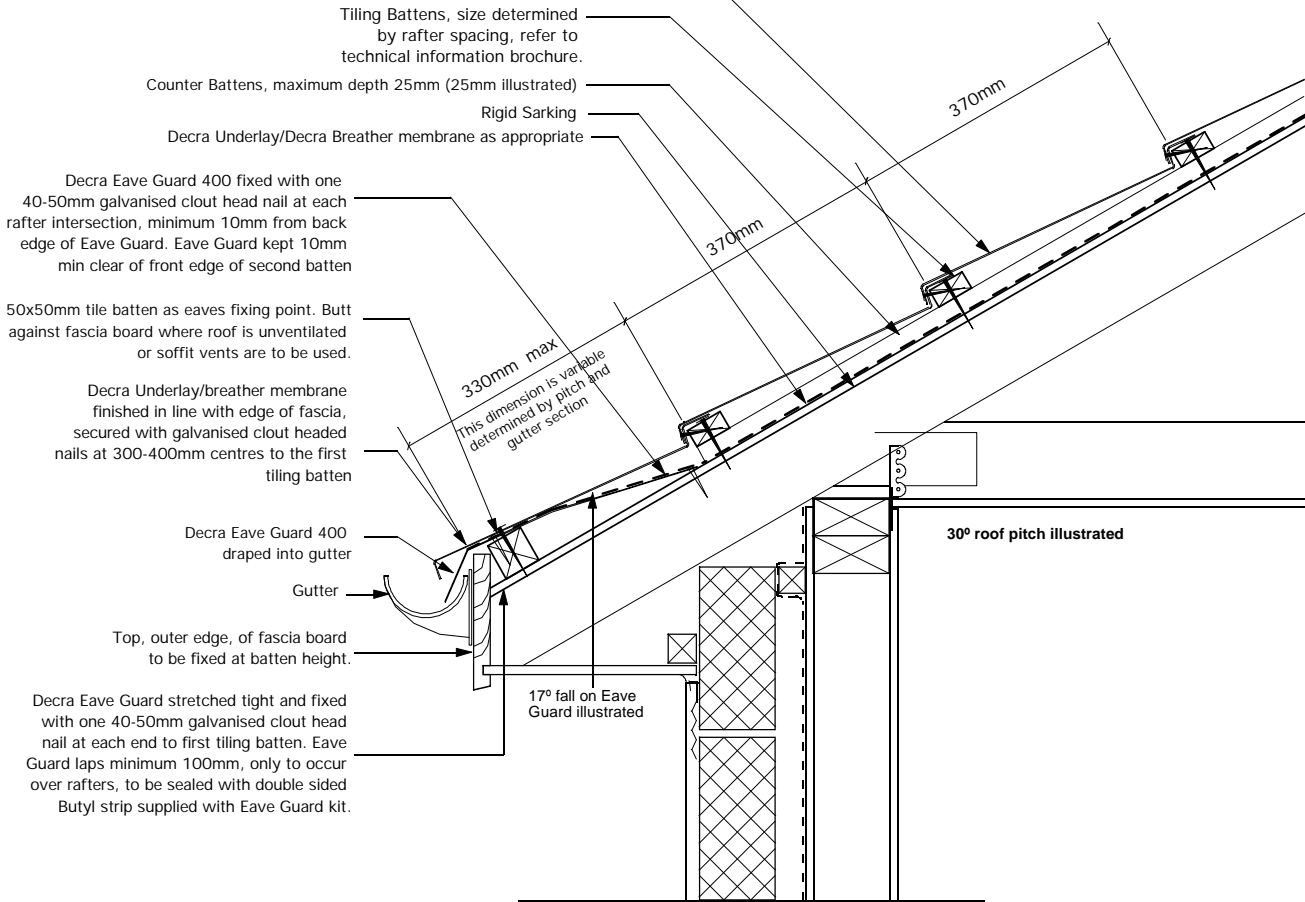 Tiling Battens, size determined
by rafter spacing, refer to
technical information brochure.
Counter Battens, maximum depth 25mm (25mm illustrated)
Rigid Sarking
Decra Underlay/Decra Breather membrane as appropriate
Decra Eave Guard 400 fixed with one
40-50mm galvanised clout head nail at each
rafter intersection, minimum 10mm from back
edge of Eave Guard. Eave Guard kept 10mm
min clear of front edge of second batten
50x50mm tile batten as eaves fixing point. Butt
against fascia board where roof is unventilated
or soffit vents are to be used.
Decra Underlay/breather membrane
finished in line with edge of fascia,
secured with galvanised clout headed
nails at 300-400mm centres to the first
tiling batten
Decra Eave Guard 400
draped into gutter
Gutter
Top, outer edge, of fascia board
to be fixed at batten height.
Decra Eave Guard stretched tight and fixed
with one 40-50mm galvanised clout head
nail at each end to first tiling batten. Eave
Guard laps minimum 100mm, only to occur
over rafters, to be sealed with double sided
Butyl strip supplied with Eave Guard kit.
330mm max
This dimension is variable
determined by pitch and
gutter section
370mm
370mm
17º fall on Eave
Guard illustrated
30º roof pitch illustrated